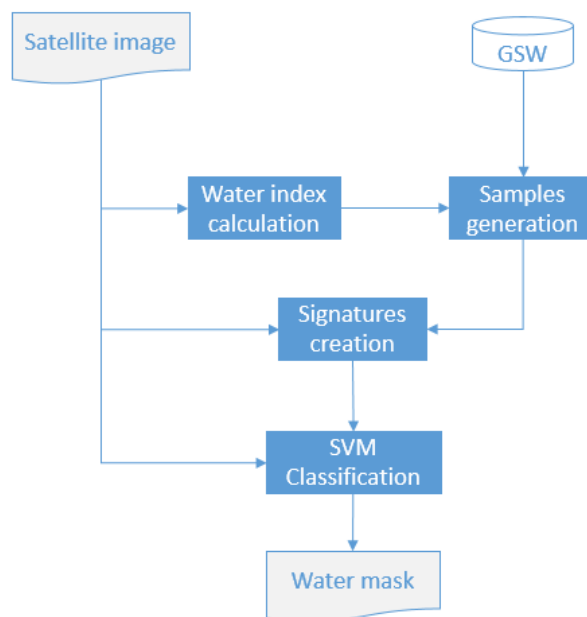 Satellite image
GSW
Water index
calculation
Samples
generation
Signatures
creation
SVM
Classification
Water mask